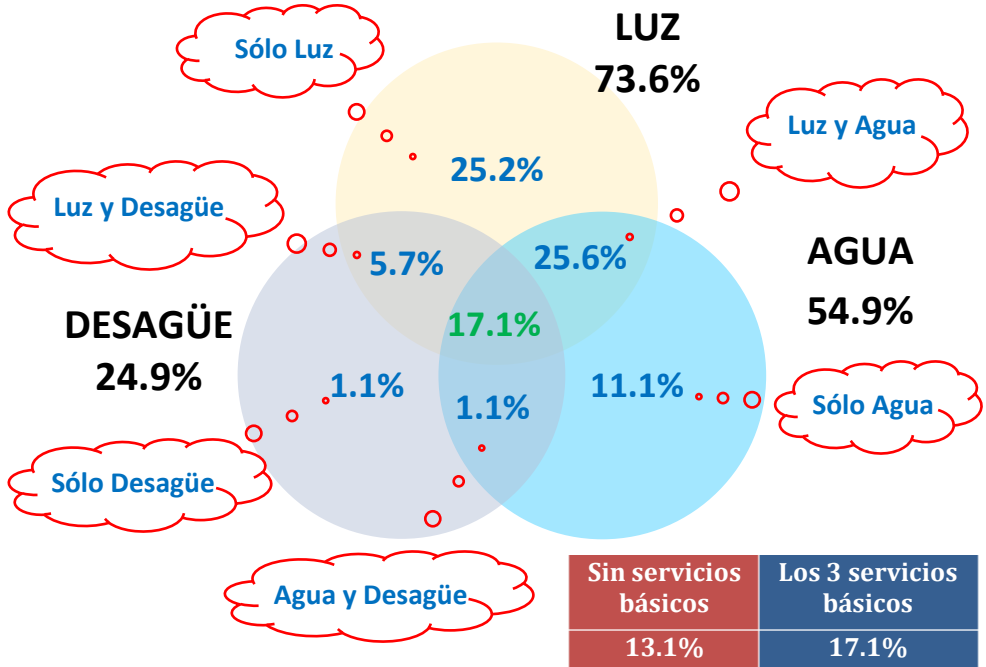 Sólo Luz
LUZ
73.6%
Luz y Agua
25.2%
Luz y Desagüe
5.7%
25.6%
AGUA
54.9%
DESAGÜE
24.9%
17.1%
1.1%
1.1%
11.1%
Sólo Agua
Sólo Desagüe
Agua y Desagüe
Sin servicios
básicos
Los 3 servicios
básicos
13.1%
17.1%